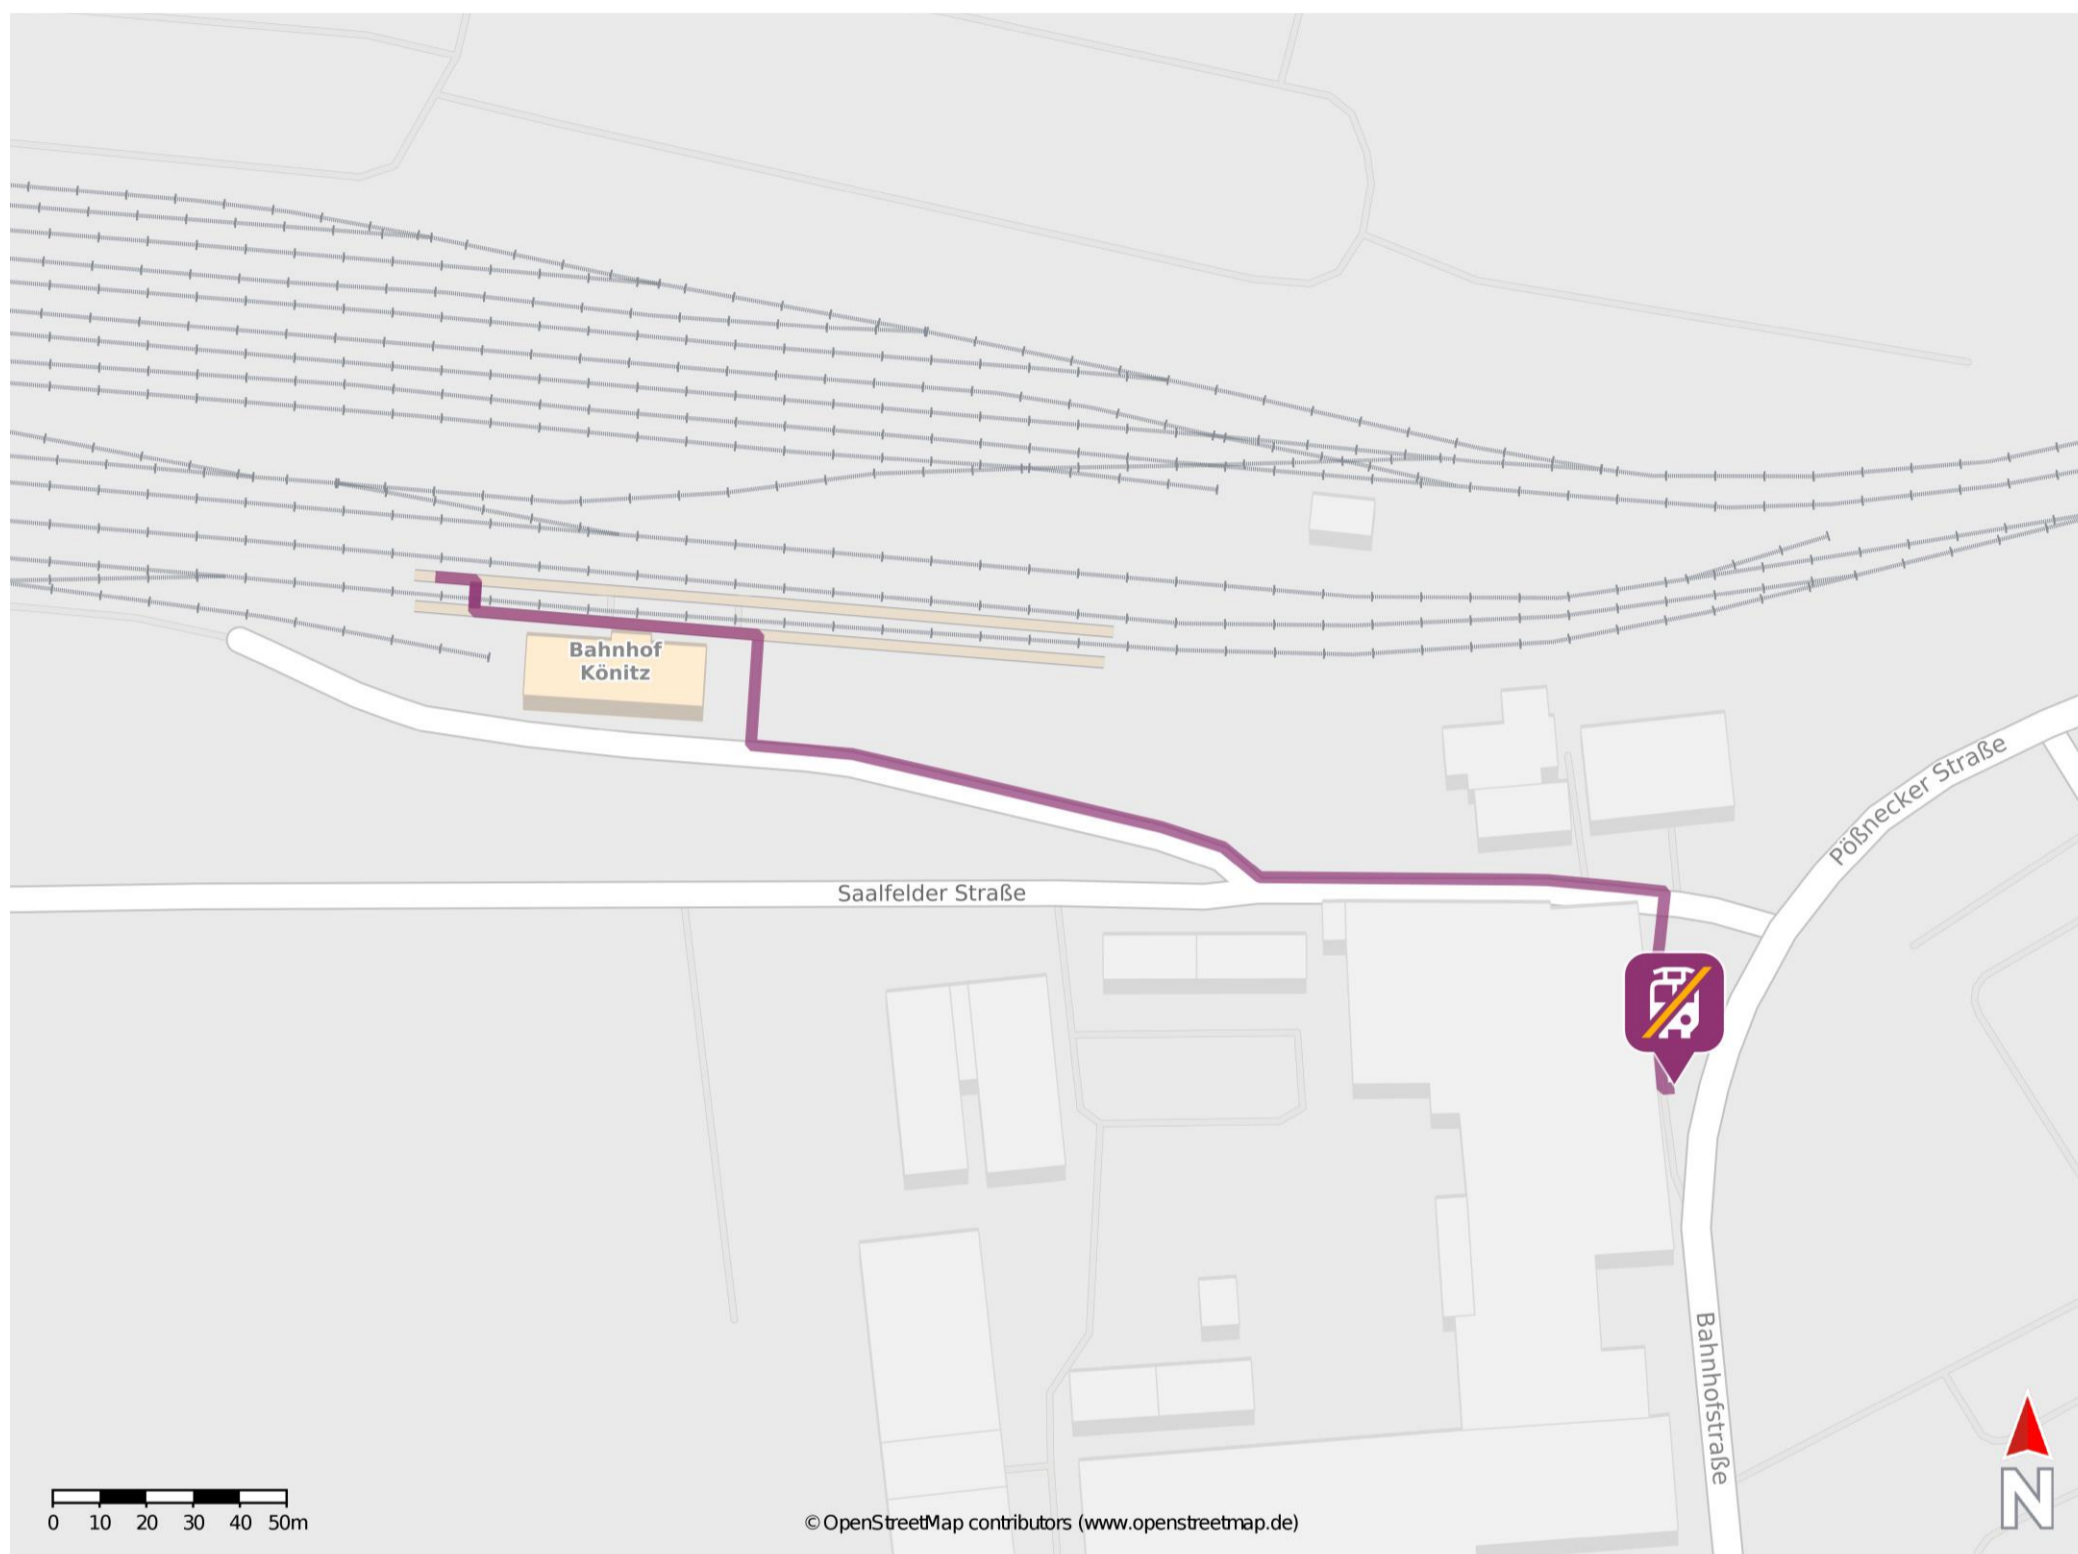 Bahnhof
Könitz
Pößnecker Straße
Saalfelder Straße
Bahnhofstraße
N
0 10 20 30 40 50m
© OpenStreetMap contributors (www.openstreetmap.de)